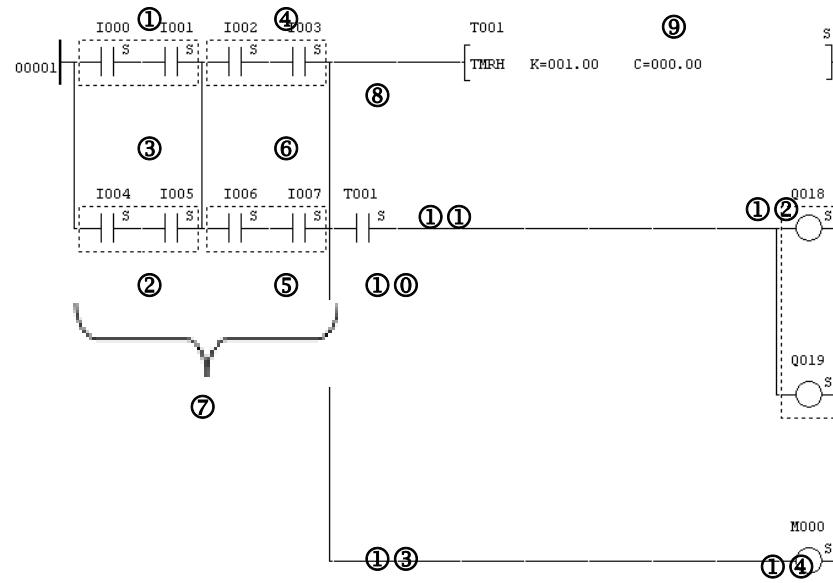 ① ④ ⑨
I000 I001 I002 I003 T001 S
S S S S
00001 TMRH K=001.00 C=000.00
⑧
③ ⑥
I004 I005 I006 I007 T001 Q018
S S S S S ①① ①② S
② ⑤ ①⓪
Q019
S
⑦
M000
S
①③ ①④